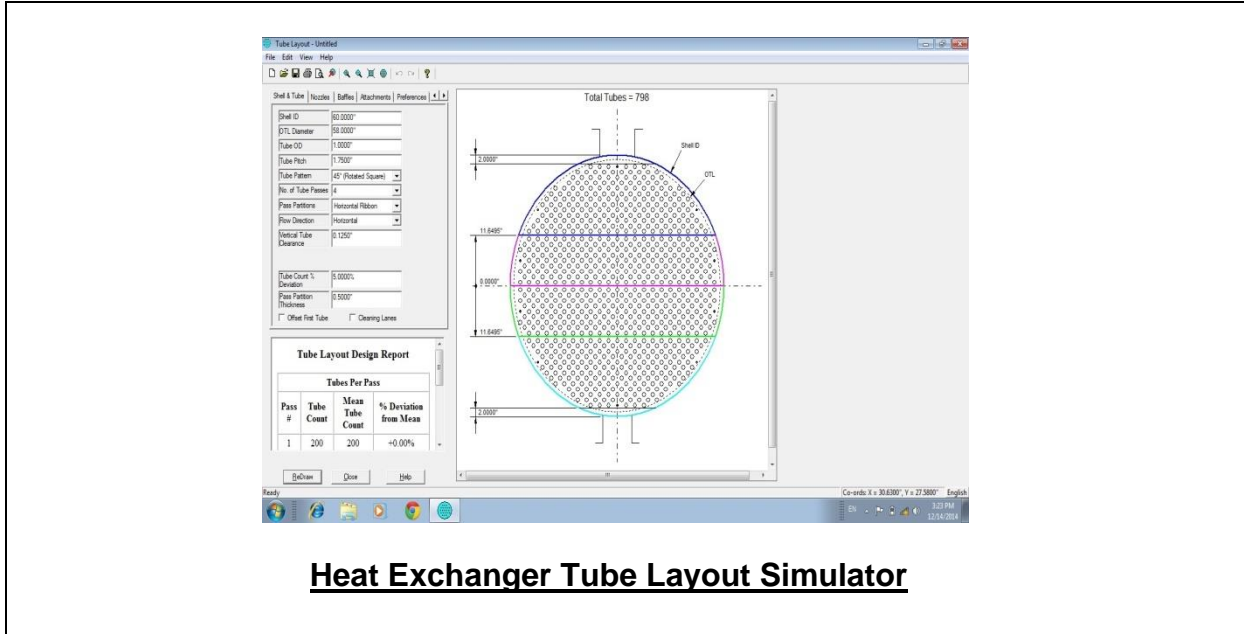 Tube Layout - Untitled
File Edit View Help
Shell & Tube Nozzles Baffles Attachments Preferences
Shell ID 60.0000"
OTL Diameter 58.0000"
Tube OD 1.0000"
Tube Pitch 1.7500"
Tube Pattern 45° (Rotated Square)
No. of Tube Passes 4
Pass Partitions Horizontal Ribbon
Row Direction Horizontal
Vertical Tube Clearance 0.1250"
Tube Count % Deviation 5.0000%
Pass Partition Thickness 0.5000"
Offset First Tube Cleaning Lanes
Tube Layout Design Report
Tubes Per Pass
Pass # Tube Count Mean Tube Count % Deviation from Mean
1 200 200 +0.00%
ReDraw Close Help
Total Tubes = 798
Shell ID
2.0000"
OTL
11.6495"
0.0000"
11.6495"
2.0000"
Ready
Co-ords: X = 30.6300", Y = 27.5800" English
EN 3:23 PM
12/14/2014
Heat Exchanger Tube Layout Simulator